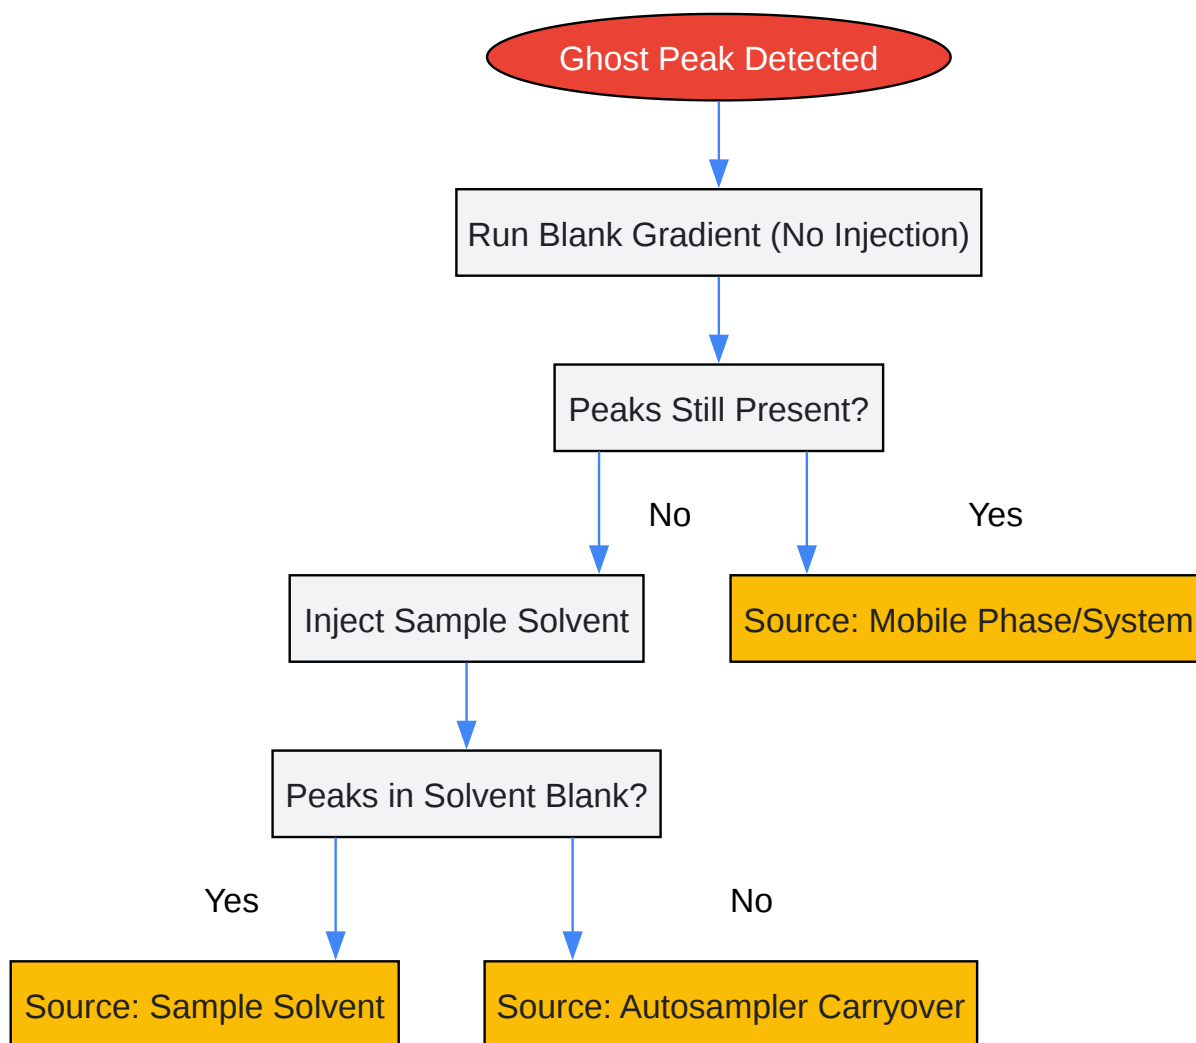 Ghost Peak Detected
Run Blank Gradient (No Injection)
Peaks Still Present?
No
Yes
Inject Sample Solvent
Source: Mobile Phase/System
Peaks in Solvent Blank?
Yes
No
Source: Sample Solvent
Source: Autosampler Carryover